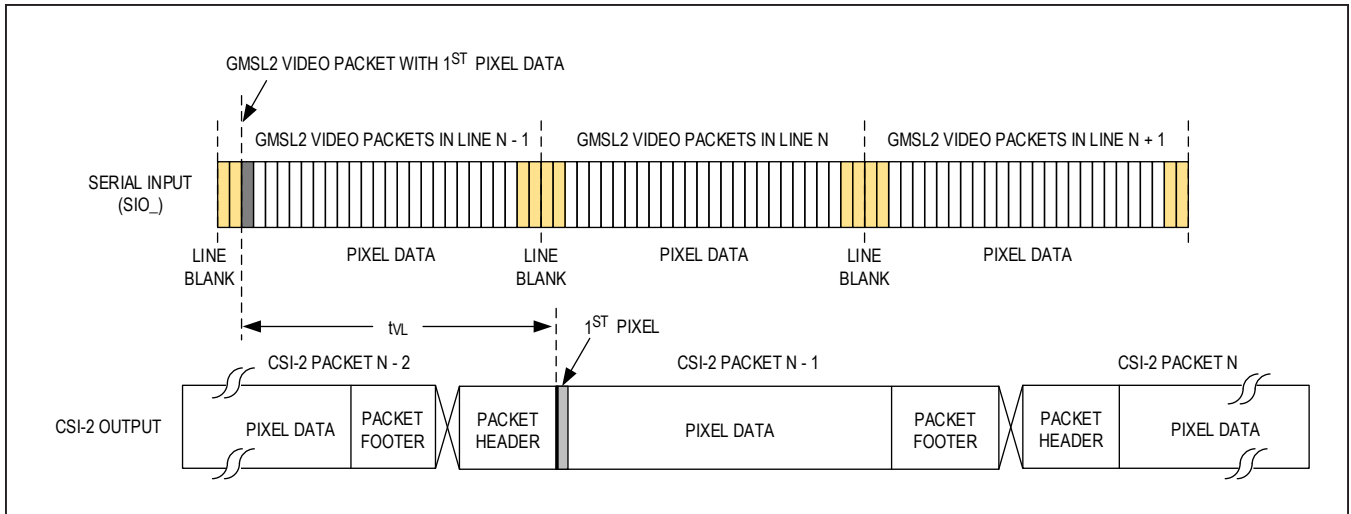 GMSL2 VIDEO PACKET WITH 1ST PIXEL DATA
GMSL2 VIDEO PACKETS IN LINE N - 1
GMSL2 VIDEO PACKETS IN LINE N
GMSL2 VIDEO PACKETS IN LINE N + 1
SERIAL INPUT
(SIO_)
LINE
BLANK
PIXEL DATA
LINE
BLANK
PIXEL DATA
LINE
BLANK
PIXEL DATA
tVL
1ST PIXEL
CSI-2 PACKET N - 2
CSI-2 PACKET N - 1
CSI-2 PACKET N
CSI-2 OUTPUT
PIXEL DATA
PACKET
FOOTER
PACKET
HEADER
PIXEL DATA
PACKET
FOOTER
PACKET
HEADER
PIXEL DATA